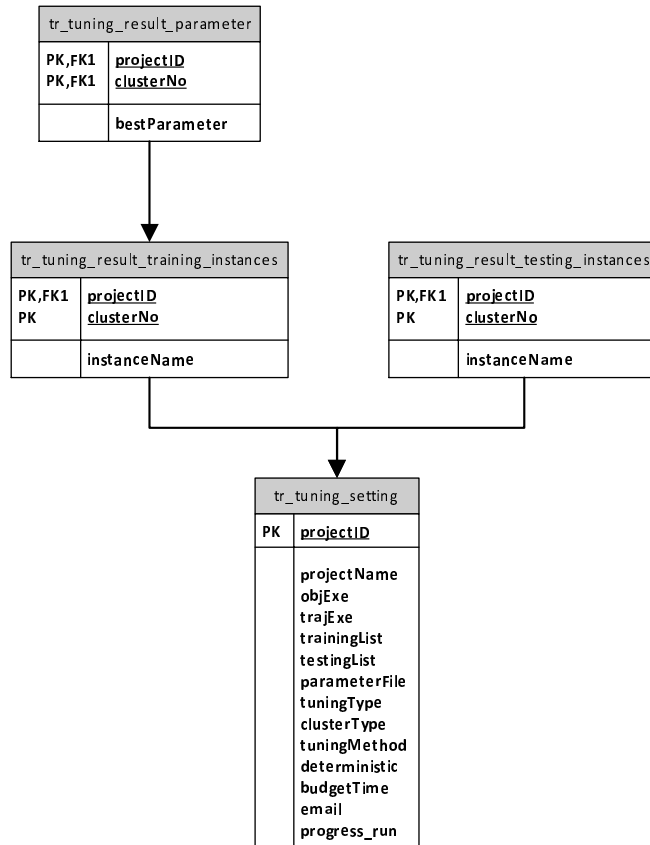 tr_tuning_result_parameter
PK,FK1 projectID
PK,FK1 clusterNo
bestParameter
tr_tuning_result_training_instances
PK,FK1 projectID
PK clusterNo
instanceName
tr_tuning_result_testing_instances
PK,FK1 projectID
PK clusterNo
instanceName
tr_tuning_setting
PK projectID
projectName
objExe
trajExe
trainingList
testingList
parameterFile
tuningType
clusterType
tuningMethod
deterministic
budgetTime
email
progress_run